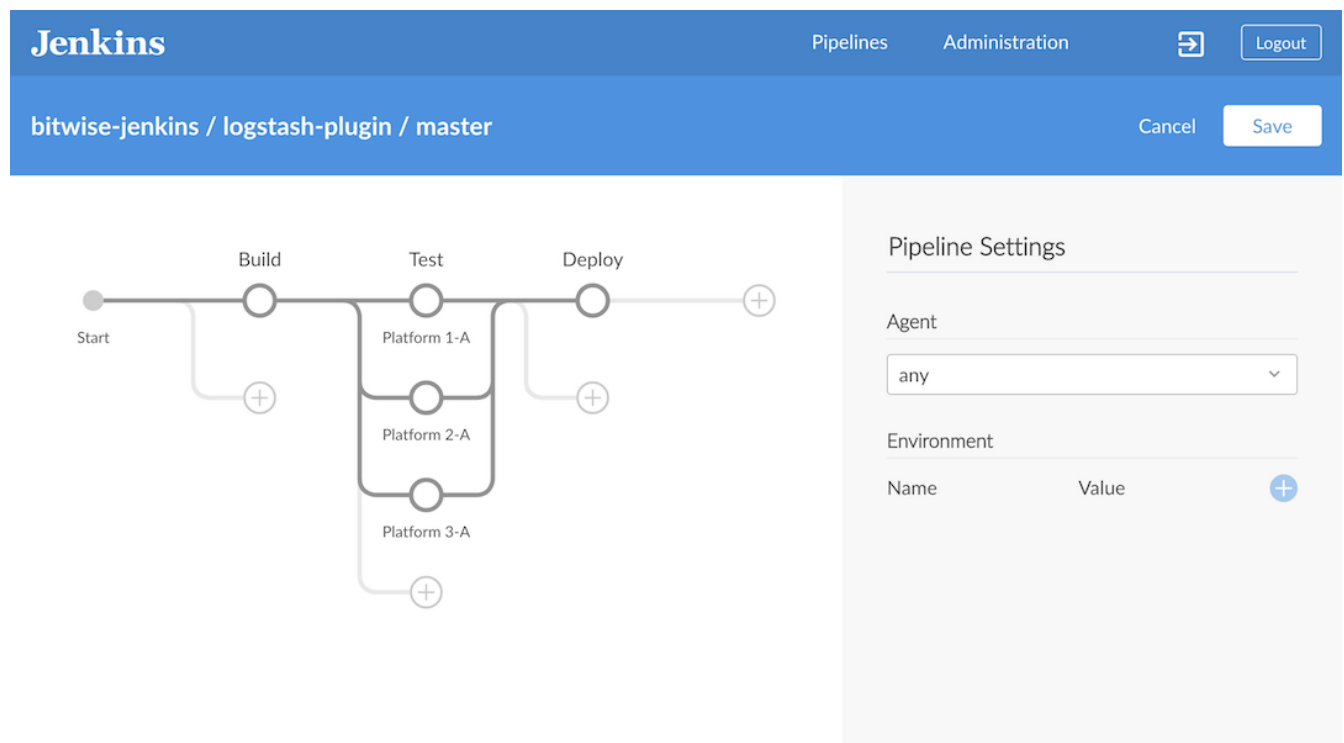 Jenkins
Pipelines Administration Logout
bitwise-jenkins / logstash-plugin / master
Cancel Save
Build Test Deploy
Start
Platform 1-A
Platform 2-A
Platform 3-A
Pipeline Settings
Agent
any
Environment
Name Value